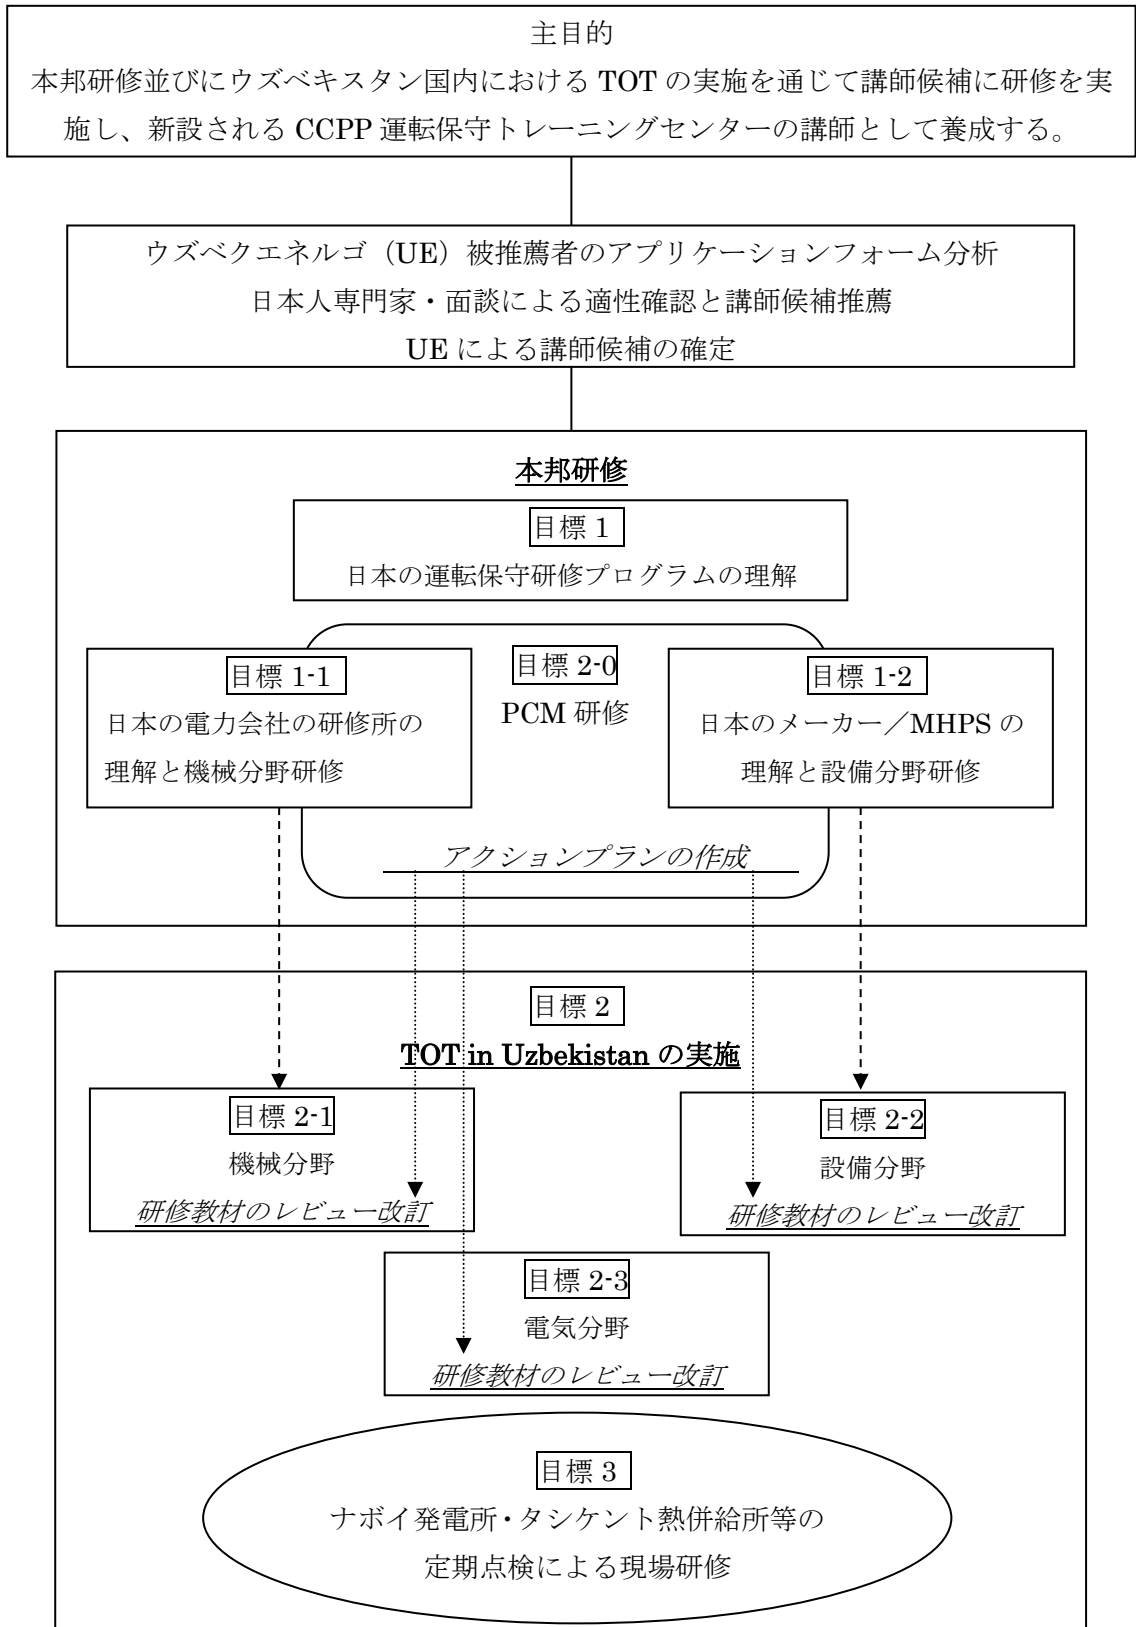 主目的
本邦研修並びにウズベキスタン国内における TOT の実施を通じて講師候補に研修を実
施し、新設される CCPP 運転保守トレーニングセンターの講師として養成する。
ウズベクエネルゴ（UE）被推薦者のアプリケーションフォーム分析
日本人専門家・面談による適性確認と講師候補推薦
UE による講師候補の確定
本邦研修
目標 1
日本の運転保守研修プログラムの理解
目標 1-1
日本の電力会社の研修所の
理解と機械分野研修
目標 2-0
PCM 研修
目標 1-2
日本のメーカー／MHPS の
理解と設備分野研修
アクションプランの作成
目標 2
TOT in Uzbekistan の実施
目標 2-1
機械分野
研修教材のレビュー改訂
目標 2-2
設備分野
研修教材のレビュー改訂
目標 2-3
電気分野
研修教材のレビュー改訂
目標 3
ナボイ発電所・タシケント熱併給所等の
定期点検による現場研修